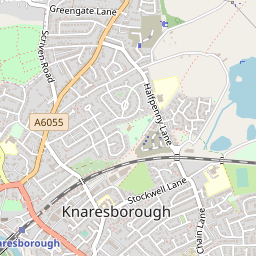 Greengate Lane
Scriven Road
Halfpenny Lane
A6055
Stockwell Lane
Knaresborough
Chain Lane
aresborough